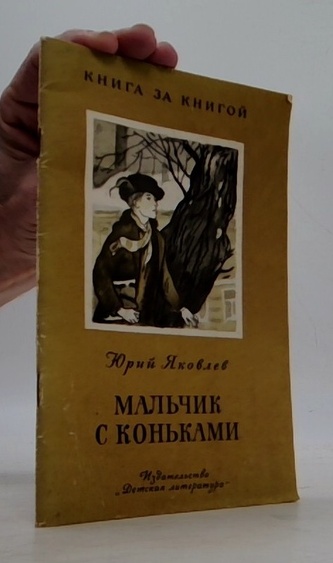 КНИГА ЗА КНИГОЙ
Юрий Яковлев
МАЛЬЧИК
С КОНЬКАМИ
Издательство
„Детская литература“